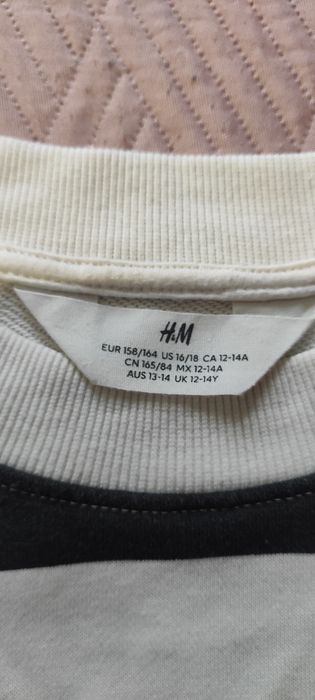 H&M
EUR 158/164 US 16/18 CA 12-14A
CN 165/84 MX 12-14A
AUS 13-14 UK 12-14Y